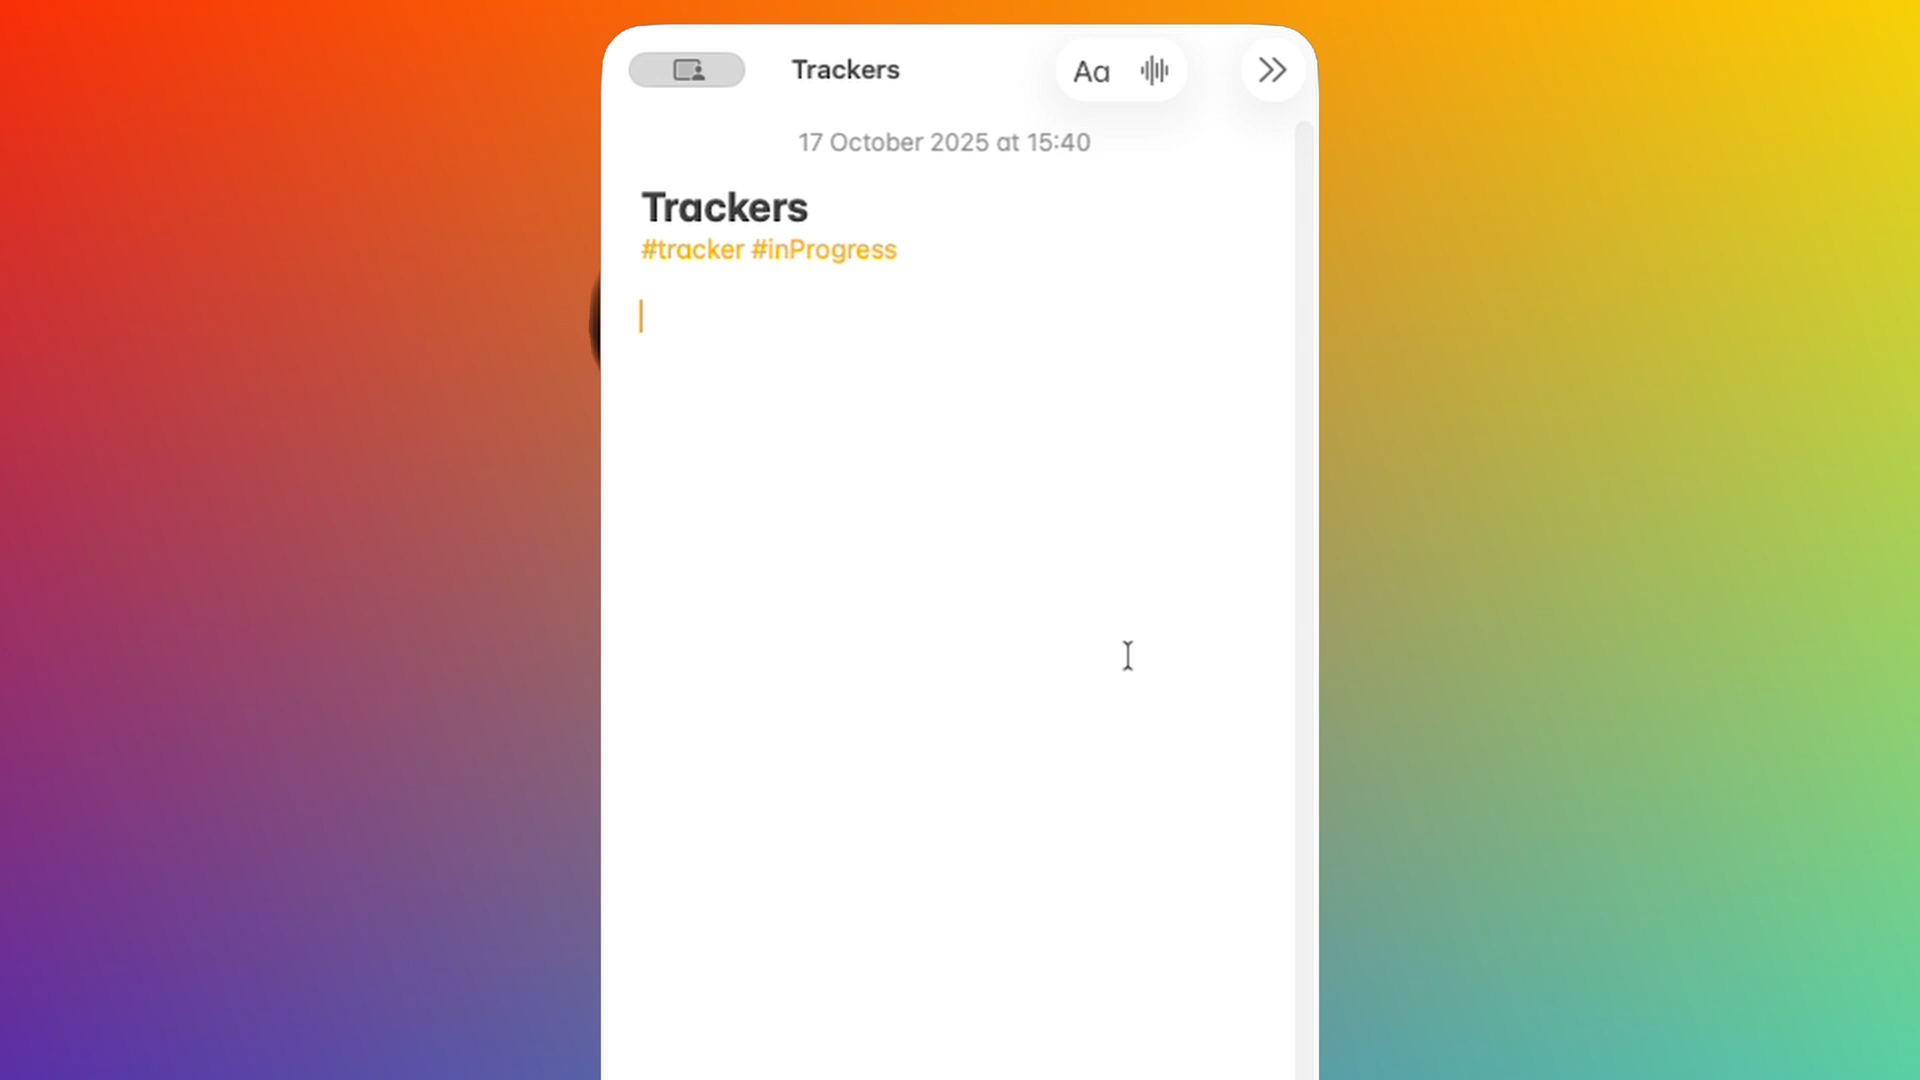 Trackers
Aa
17 October 2025 at 15:40
Trackers
#tracker #inProgress